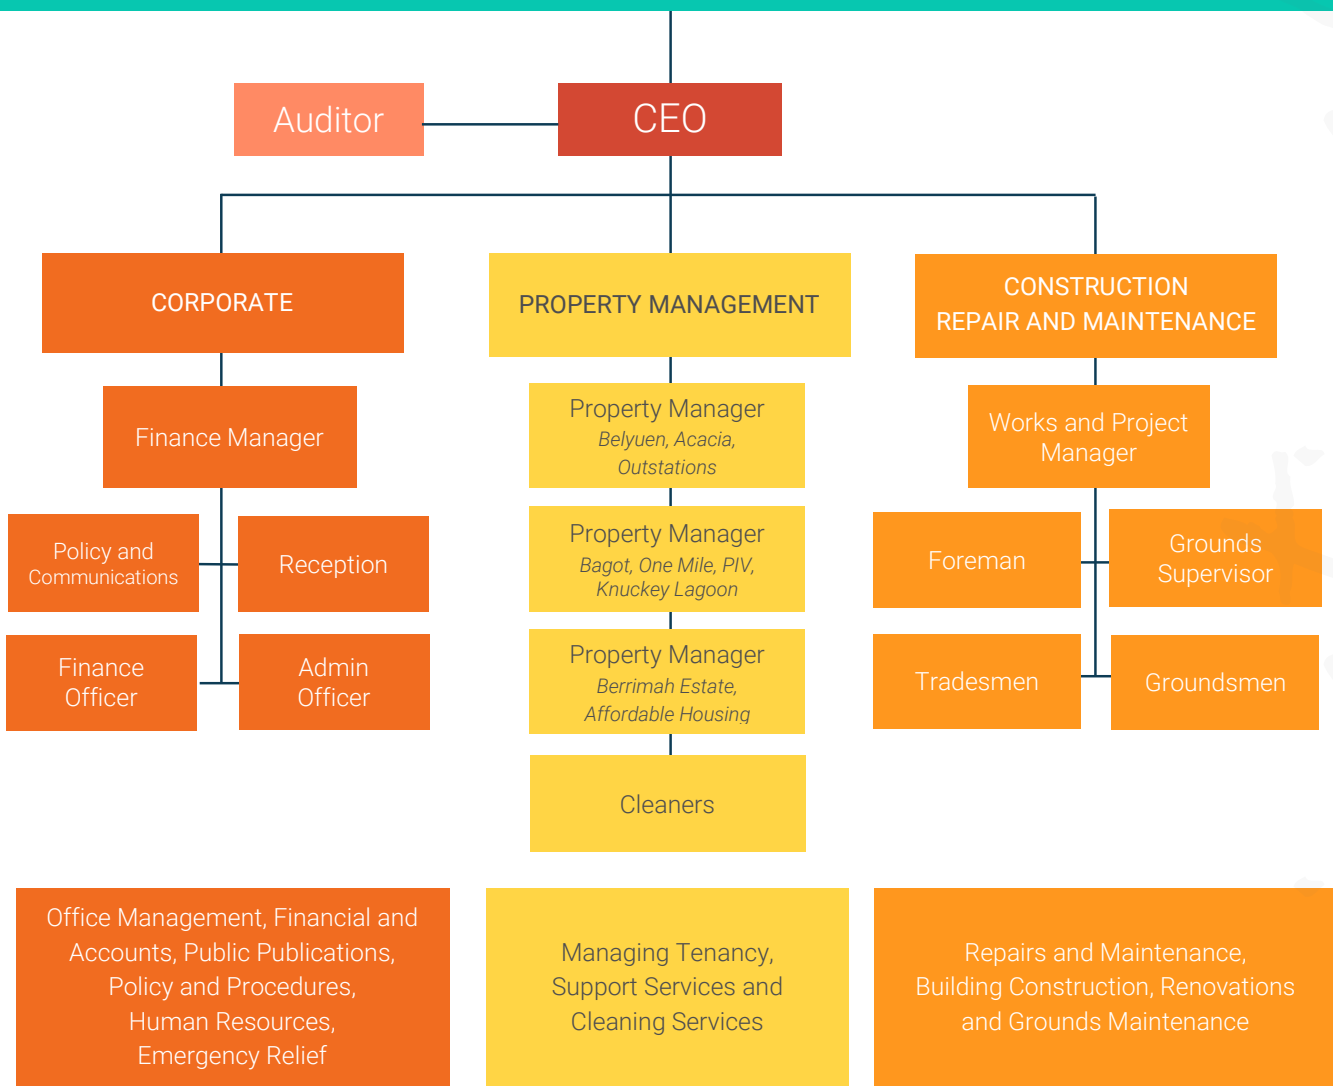 Auditor
CEO
CORPORATE
PROPERTY MANAGEMENT
CONSTRUCTION
REPAIR AND MAINTENANCE
Finance Manager
Property Manager
Belyuen, Acacia,
Outstations
Works and Project
Manager
Policy and
Communications
Reception
Property Manager
Bagot, One Mile, PIV,
Knuckey Lagoon
Foreman
Grounds
Supervisor
Finance
Officer
Admin
Officer
Property Manager
Berrimah Estate,
Affordable Housing
Tradesmen
Groundsmen
Cleaners
Office Management, Financial and
Accounts, Public Publications,
Policy and Procedures,
Human Resources,
Emergency Relief
Managing Tenancy,
Support Services and
Cleaning Services
Repairs and Maintenance,
Building Construction, Renovations
and Grounds Maintenance